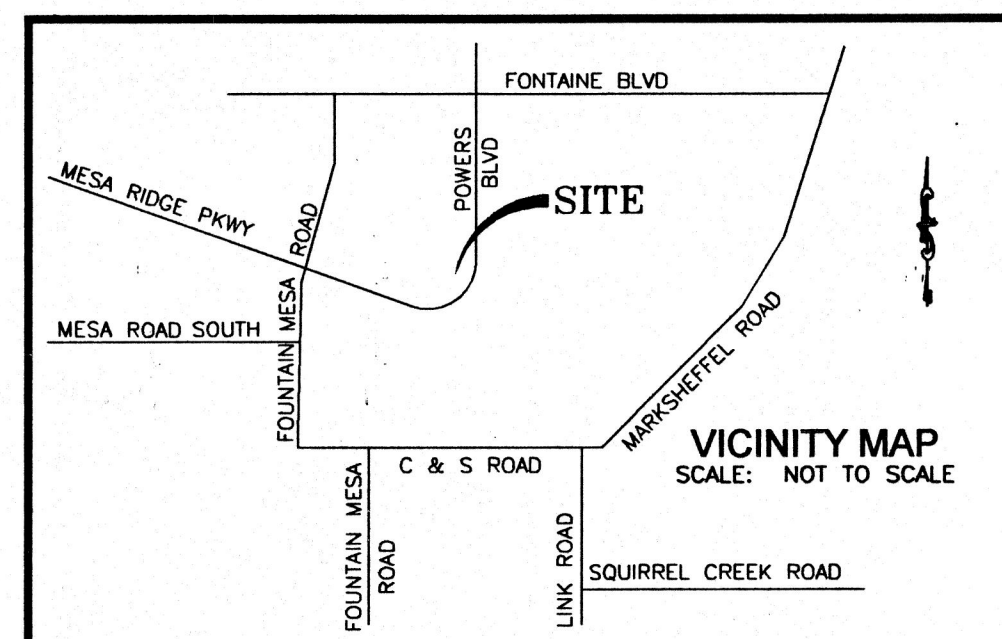 FONTAINE BLVD
POWERS
BLVD
SITE
MESA RIDGE PKWY
ROAD
FOUNTAIN MESA
MESA ROAD SOUTH
MARKSHEFFEL ROAD
VICINITY MAP
SCALE: NOT TO SCALE
C & S ROAD
FOUNTAIN MESA
ROAD
LINK ROAD
SQUIRREL CREEK ROAD